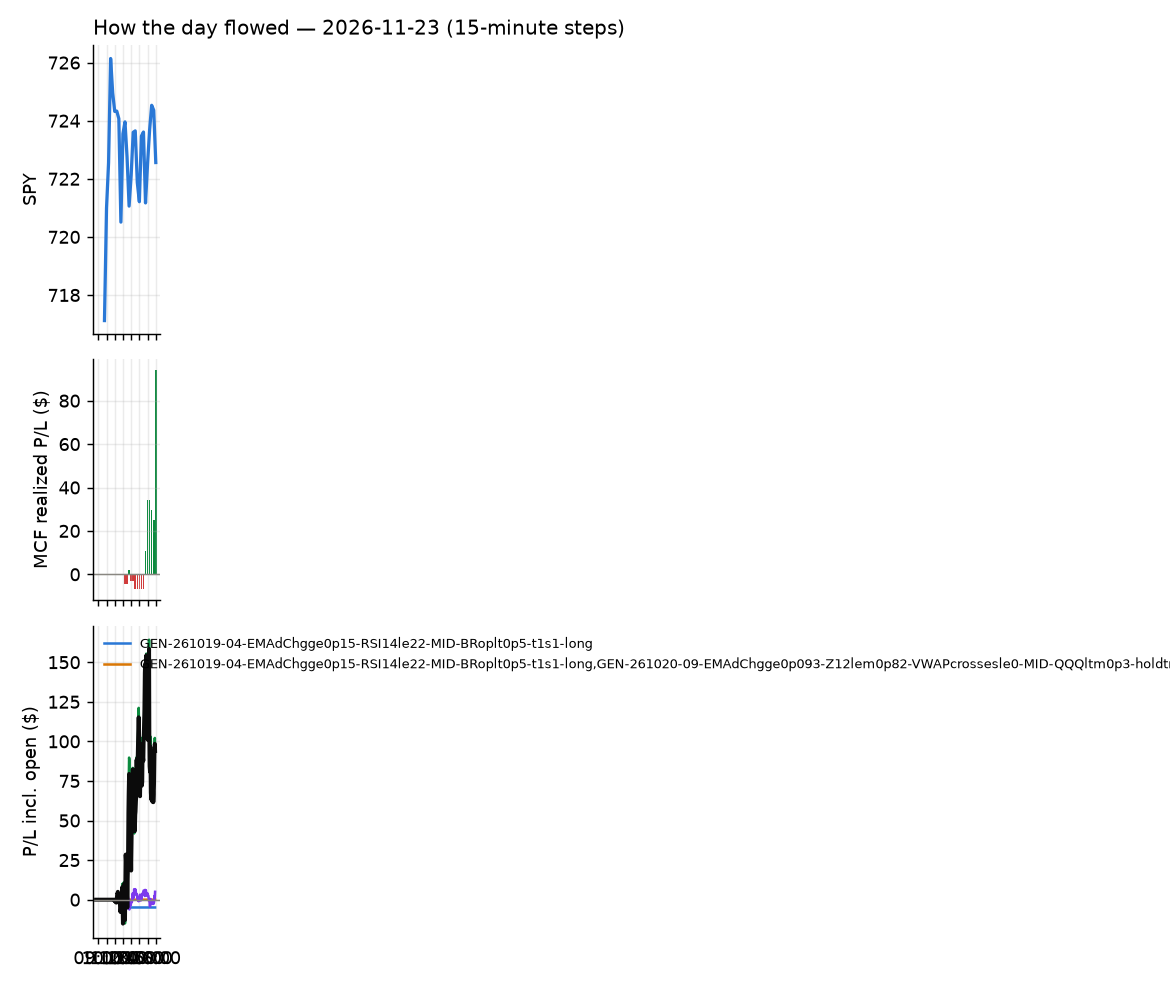 How the day flowed — 2026-11-23 (15-minute steps)
726
724
722
720
718
SPY
80
60
40
20
0
MCF realized P/L ($)
GEN-261019-04-EMAdChgge0p15-RSI14le22-MID-BRoplt0p5-t1s1-long
GEN-261019-04-EMAdChgge0p15-RSI14le22-MID-BRoplt0p5-t1s1-long,GEN-261020-09-EMAdChgge0p093-Z12lem0p82-VWAPcrossesle0-MID-QQQltm0p3-holdt
150
125
100
75
50
25
0
P/L incl. open ($)